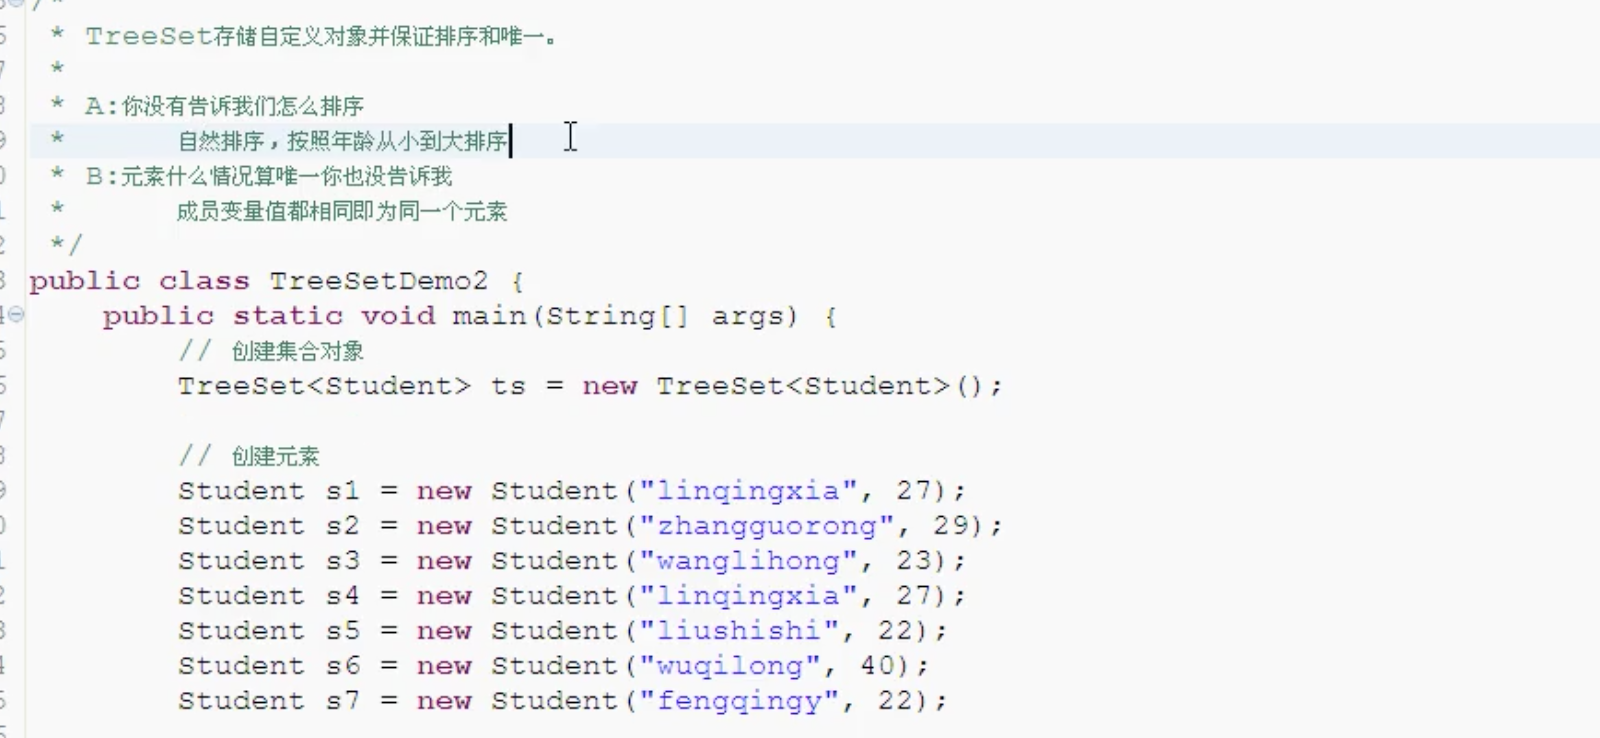 /*
* TreeSet存储自定义对象并保证排序和唯一。
*
* A:你没有告诉我们怎么排序
* 自然排序，按照年龄从小到大排序
* B:元素什么情况算唯一你也没告诉我
* 成员变量值都相同即为同一个元素
*/
public class TreeSetDemo2 {
public static void main(String[] args) {
// 创建集合对象
TreeSet<Student> ts = new TreeSet<Student>();
// 创建元素
Student s1 = new Student("linqingxia", 27);
Student s2 = new Student("zhangguorong", 29);
Student s3 = new Student("wanglihong", 23);
Student s4 = new Student("linqingxia", 27);
Student s5 = new Student("liushishi", 22);
Student s6 = new Student("wuqilong", 40);
Student s7 = new Student("fengqingy", 22);